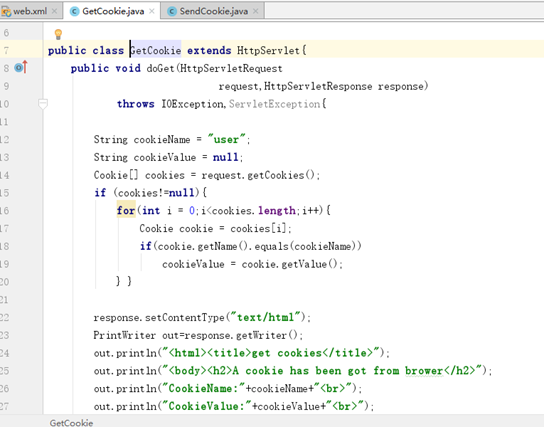 web.xml × GetCookie.java × SendCookie.java ×
6
7 public class GetCookie extends HttpServlet{
8 public void doGet(HttpServletRequest
9 request,HttpServletResponse response)
10 throws IOException,ServletException{
11
12 String cookieName = "user";
13 String cookieValue = null;
14 Cookie[] cookies = request.getCookies();
15 if (cookies!=null){
16 for(int i = 0;i<cookies.length;i++){
17 Cookie cookie = cookies[i];
18 if(cookie.getName().equals(cookieName))
19 cookieValue = cookie.getValue();
20 } }
21
22 response.setContentType("text/html");
23 PrintWriter out=response.getWriter();
24 out.println("<html><title>get cookies</title>");
25 out.println("<body><h2>A cookie has been got from brower</h2>");
26 out.println("CookieName:"+cookieName+"<br>");
27 out.println("CookieValue:"+cookieValue+"<br>");
GetCookie